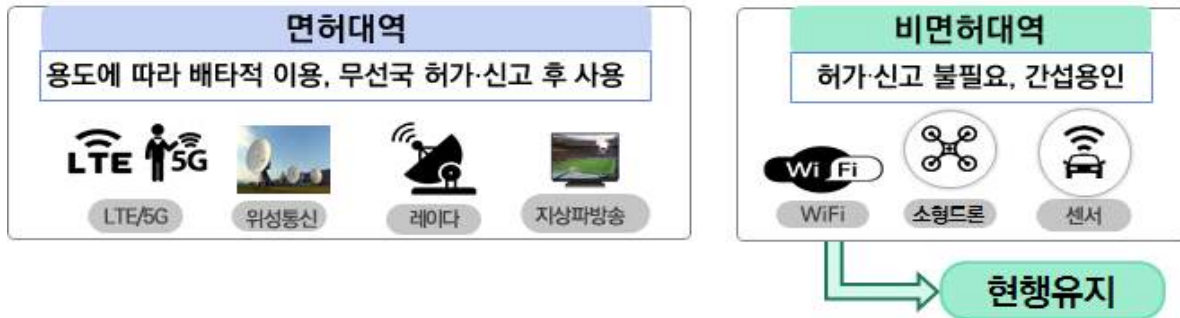 면허대역
용도에 따라 배타적 이용, 무선국 허가·신고 후 사용
LTE 5G
LTE/5G
위성통신
레이다
지상파방송
비면허대역
허가·신고 불필요, 간섭용인
Wi Fi
WiFi
소형드론
센서
현행유지